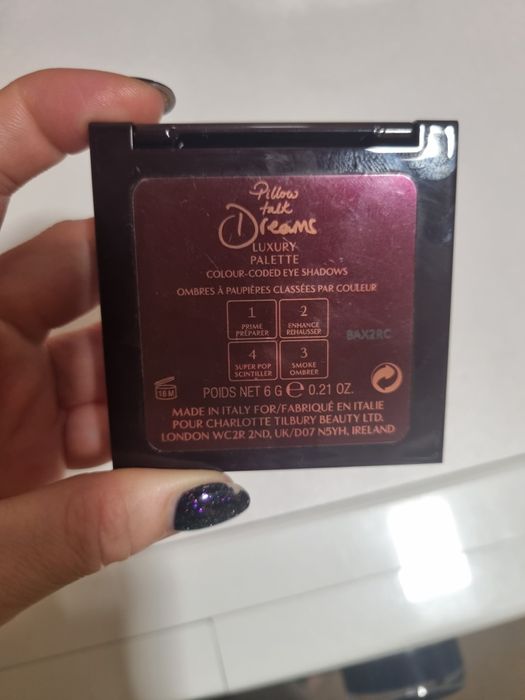 Pillow
talk
Dreams
LUXURY
PALETTE
COLOUR-CODED EYE SHADOWS
OMBRES À PAUPIÈRES CLASSÉES PAR COULEUR
1
PRIME
PRÉPARER
2
ENHANCE
REHAUSSER
BAX2RC
4
SUPER POP
SCINTILLER
3
SMOKE
OMBRER
18 M
POIDS NET 6 G ℮ 0.21 OZ.
MADE IN ITALY FOR/FABRIQUÉ EN ITALIE
POUR CHARLOTTE TILBURY BEAUTY LTD.
LONDON WC2R 2ND, UK/D07 N5YH, IRELAND